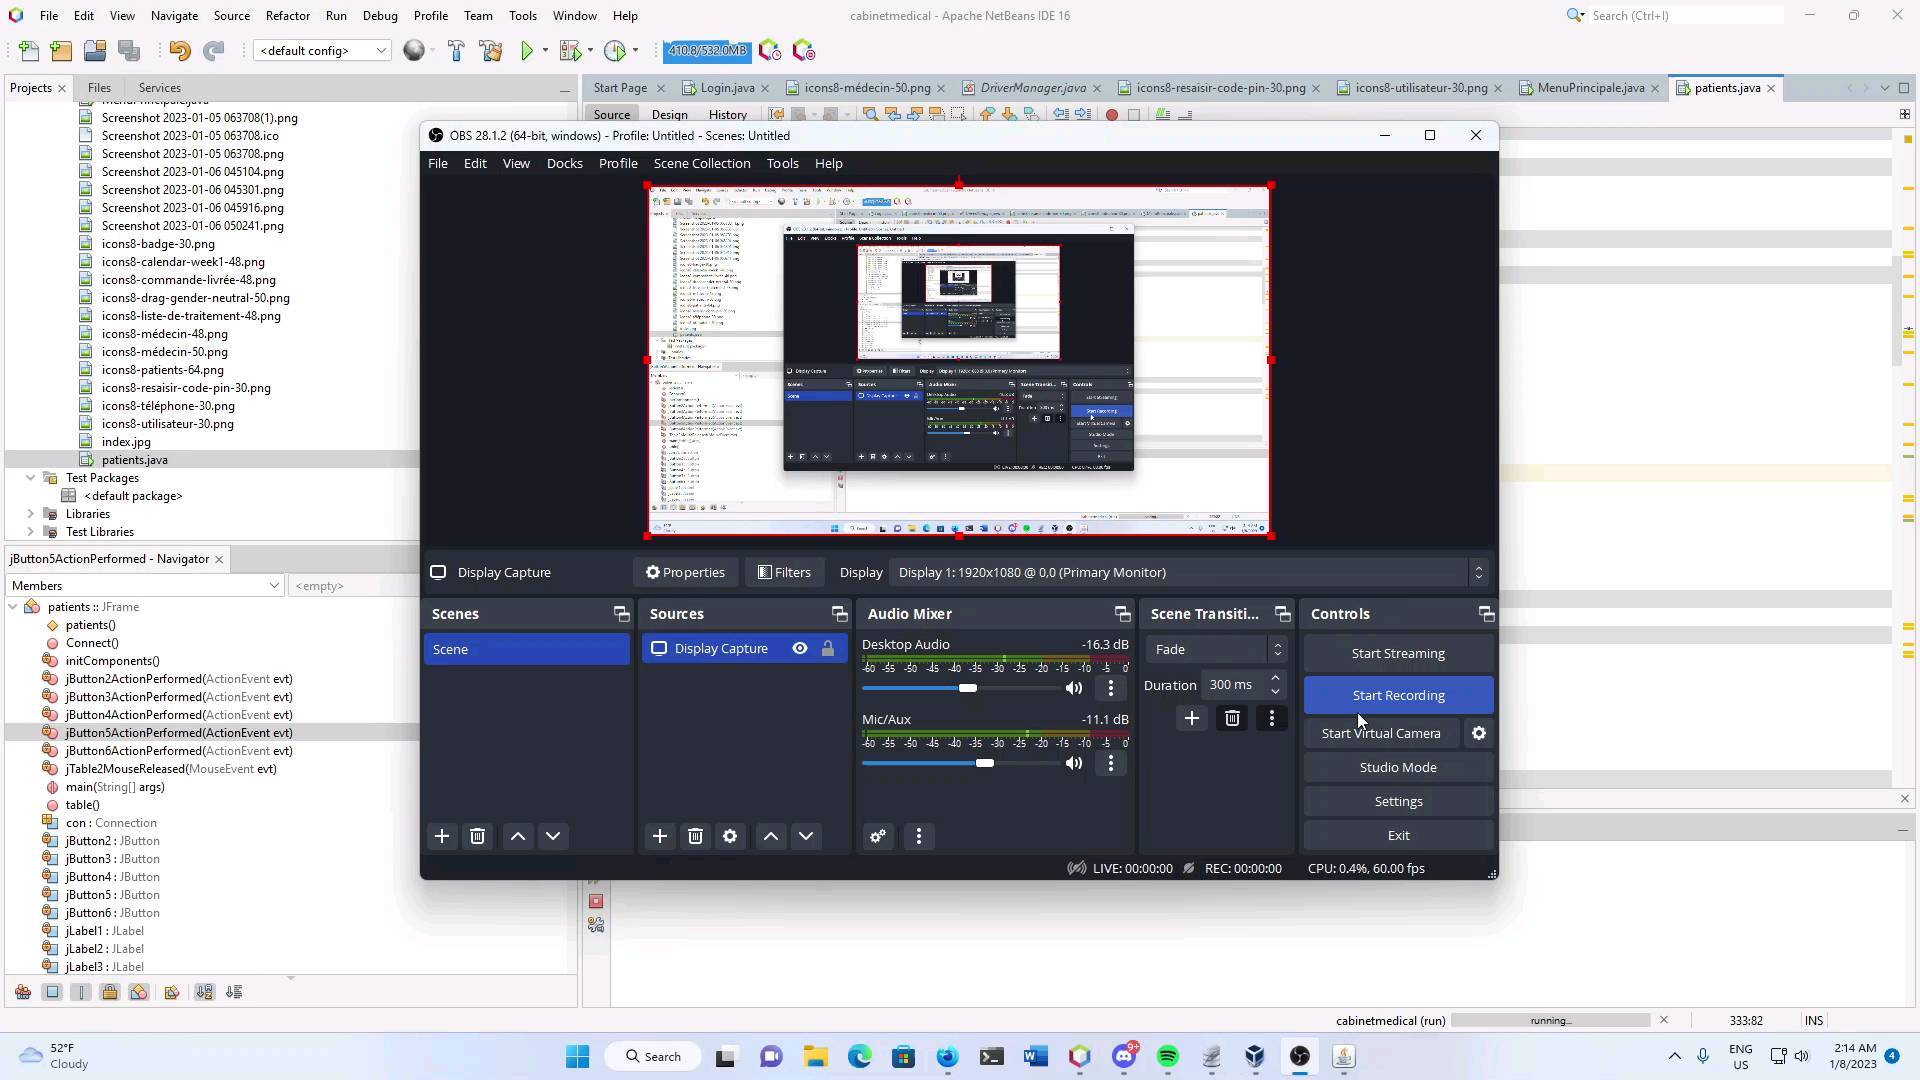 File Edit View Navigate Source Refactor Run Debug Profile Team Tools Window Help
cabinetmedical - Apache NetBeans IDE 16
Search (Ctrl+I)
<default config>
410.8/532.0MB
Projects Files Services
Start Page Login.java icons8-médecin-50.png DriverManager.java icons8-resaisir-code-pin-30.png icons8-utilisateur-30.png MenuPrincipale.java patients.java
Source Design History
MenuPrincipale.java
Screenshot 2023-01-05 063708(1).png
Screenshot 2023-01-05 063708.ico
Screenshot 2023-01-05 063708.png
Screenshot 2023-01-06 045104.png
Screenshot 2023-01-06 045301.png
Screenshot 2023-01-06 045916.png
Screenshot 2023-01-06 050241.png
icons8-badge-30.png
icons8-calendar-week1-48.png
icons8-commande-livrée-48.png
icons8-drag-gender-neutral-50.png
icons8-liste-de-traitement-48.png
icons8-médecin-48.png
icons8-médecin-50.png
icons8-patients-64.png
icons8-resaisir-code-pin-30.png
icons8-téléphone-30.png
icons8-utilisateur-30.png
index.jpg
patients.java
Test Packages
<default package>
Libraries
Test Libraries
jButton5ActionPerformed - Navigator
Members
<empty>
patients :: JFrame
patients()
Connect()
initComponents()
jButton2ActionPerformed(ActionEvent evt)
jButton3ActionPerformed(ActionEvent evt)
jButton4ActionPerformed(ActionEvent evt)
jButton5ActionPerformed(ActionEvent evt)
jButton6ActionPerformed(ActionEvent evt)
jTable2MouseReleased(MouseEvent evt)
main(String[] args)
table()
con : Connection
jButton2 : JButton
jButton3 : JButton
jButton4 : JButton
jButton5 : JButton
jButton6 : JButton
jLabel1 : JLabel
jLabel2 : JLabel
jLabel3 : JLabel
OBS 28.1.2 (64-bit, windows) - Profile: Untitled - Scenes: Untitled
File Edit View Docks Profile Scene Collection Tools Help
Display Capture Properties Filters Display Display 1: 1920x1080 @ 0,0 (Primary Monitor)
Scenes
Scene
Sources
Display Capture
Audio Mixer
Desktop Audio -16.3 dB
-60 -55 -50 -45 -40 -35 -30 -25 -20 -15 -10 -5 0
Mic/Aux -11.1 dB
-60 -55 -50 -45 -40 -35 -30 -25 -20 -15 -10 -5 0
Scene Transiti...
Fade
Duration 300 ms
Controls
Start Streaming
Start Recording
Start Virtual Camera
Studio Mode
Settings
Exit
LIVE: 00:00:00 REC: 00:00:00 CPU: 0.4%, 60.00 fps
cabinetmedical (run) running... 333:82 INS
52°F
Cloudy
Search
9+
ENG
US
2:14 AM
1/8/2023
4